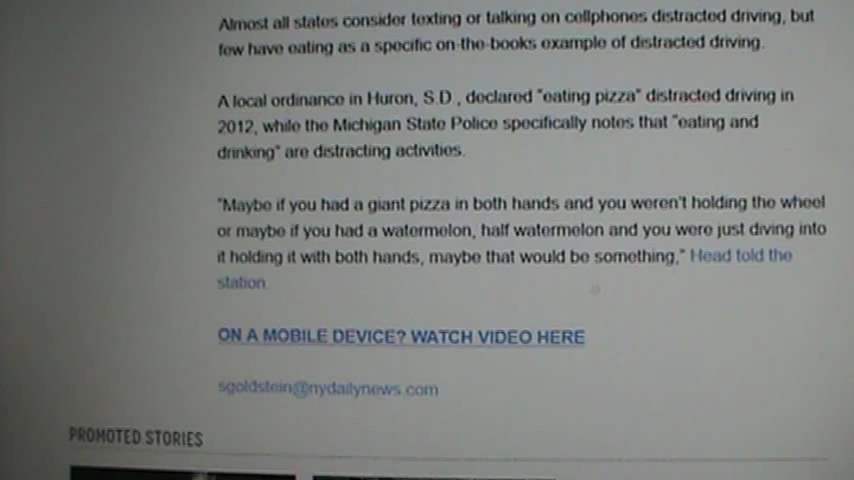 Almost all states consider texting or talking on cellphones distracted driving, but
few have eating as a specific on-the-books example of distracted driving.
A local ordinance in Huron, S.D., declared "eating pizza" distracted driving in
2012, while the Michigan State Police specifically notes that "eating and
drinking" are distracting activities.
"Maybe if you had a giant pizza in both hands and you weren't holding the wheel
or maybe if you had a watermelon, half watermelon and you were just diving into
it holding it with both hands, maybe that would be something," Head told the
station.
ON A MOBILE DEVICE? WATCH VIDEO HERE
sgoldstein@nydailynews.com
PROMOTED STORIES